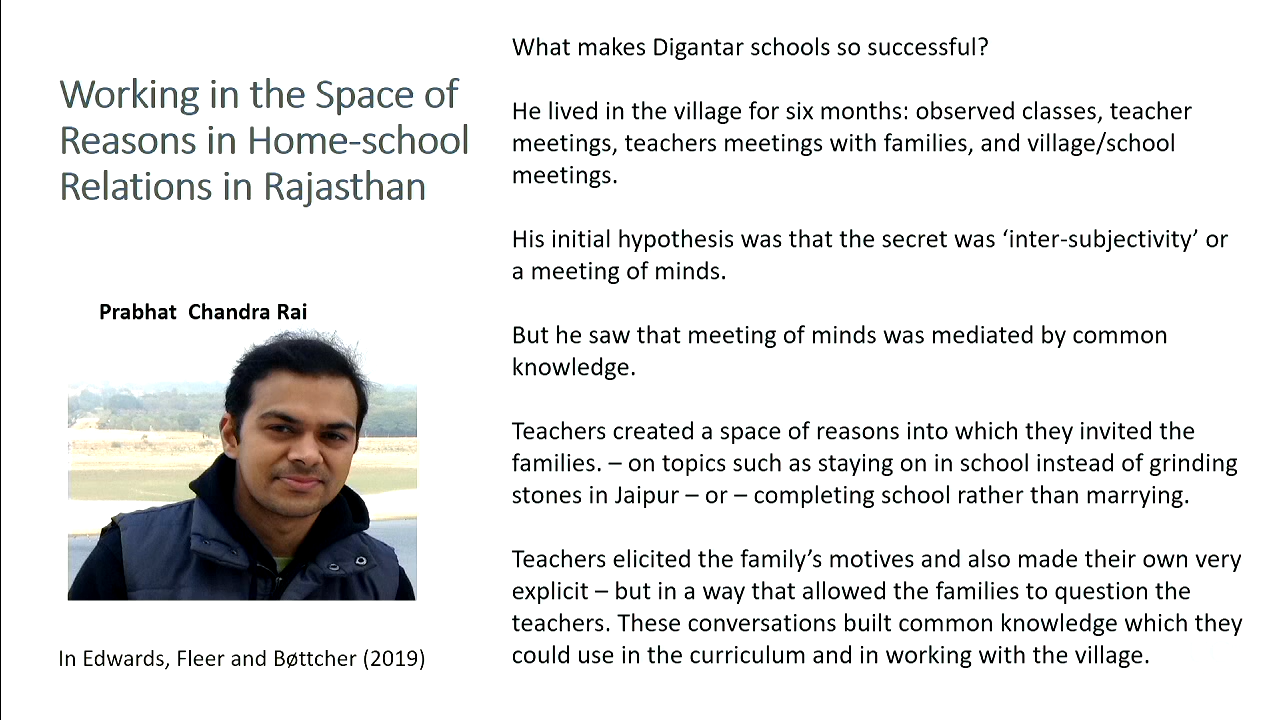 Working in the Space of
Reasons in Home-school
Relations in Rajasthan
Prabhat Chandra Rai
In Edwards, Fleer and Bøttcher (2019)
What makes Digantar schools so successful?
He lived in the village for six months: observed classes, teacher
meetings, teachers meetings with families, and village/school
meetings.
His initial hypothesis was that the secret was ‘inter-subjectivity’ or
a meeting of minds.
But he saw that meeting of minds was mediated by common
knowledge.
Teachers created a space of reasons into which they invited the
families. – on topics such as staying on in school instead of grinding
stones in Jaipur – or – completing school rather than marrying.
Teachers elicited the family’s motives and also made their own very
explicit – but in a way that allowed the families to question the
teachers. These conversations built common knowledge which they
could use in the curriculum and in working with the village.